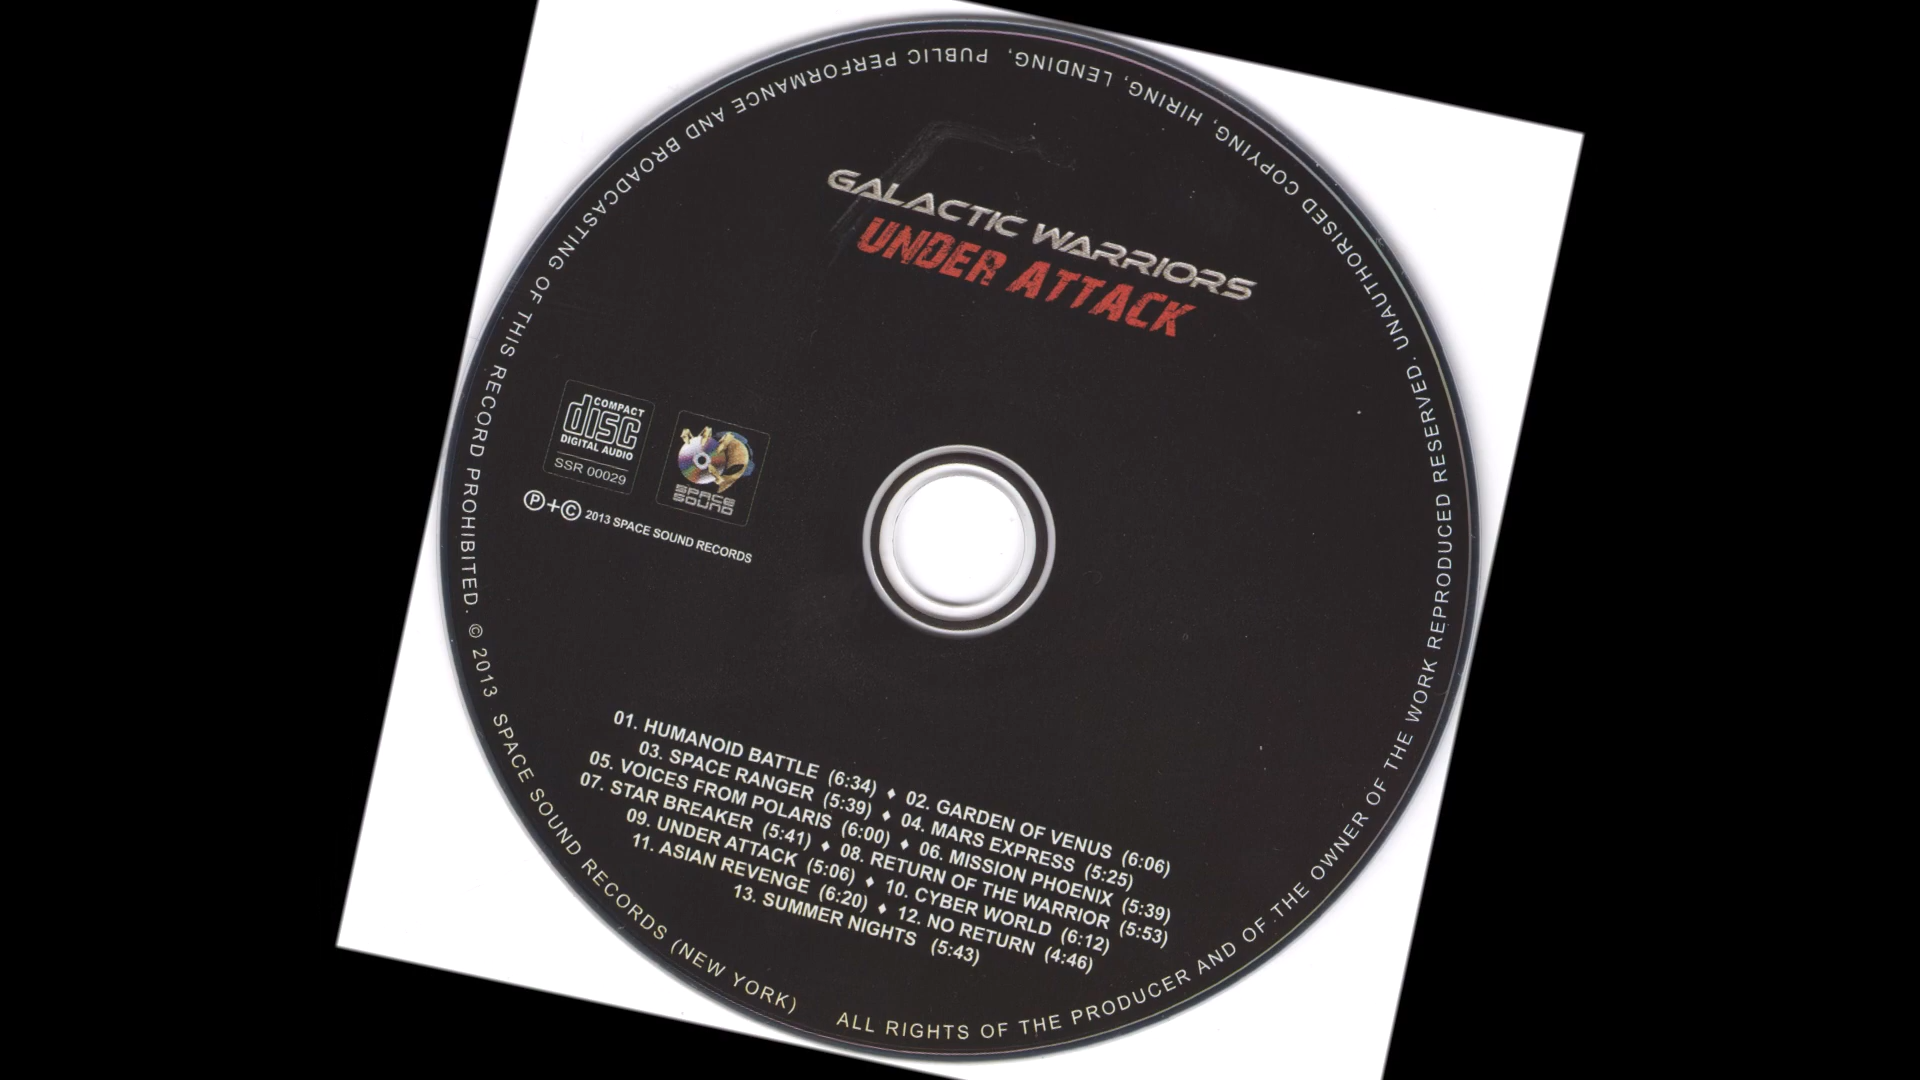 GALACTIC WARRIORS
UNDER ATTACK
COMPACT
disc
DIGITAL AUDIO
SSR 00029
SPACE
SOUND
Ⓟ+© 2013 SPACE SOUND RECORDS
01. HUMANOID BATTLE (6:34) ♦ 02. GARDEN OF VENUS (6:06)
03. SPACE RANGER (5:39) ♦ 04. MARS EXPRESS (5:25)
05. VOICES FROM POLARIS (6:00) ♦ 06. MISSION PHOENIX (5:39)
07. STAR BREAKER (5:41) ♦ 08. RETURN OF THE WARRIOR (5:53)
09. UNDER ATTACK (5:06) ♦ 10. CYBER WORLD (6:12)
11. ASIAN REVENGE (6:20) ♦ 12. NO RETURN (4:46)
13. SUMMER NIGHTS (5:43)
ALL RIGHTS OF THE PRODUCER AND OF THE OWNER OF THE WORK REPRODUCED RESERVED. UNAUTHORISED COPYING, HIRING, LENDING, PUBLIC PERFORMANCE AND BROADCASTING OF THIS RECORD PROHIBITED. © 2013 SPACE SOUND RECORDS (NEW YORK)